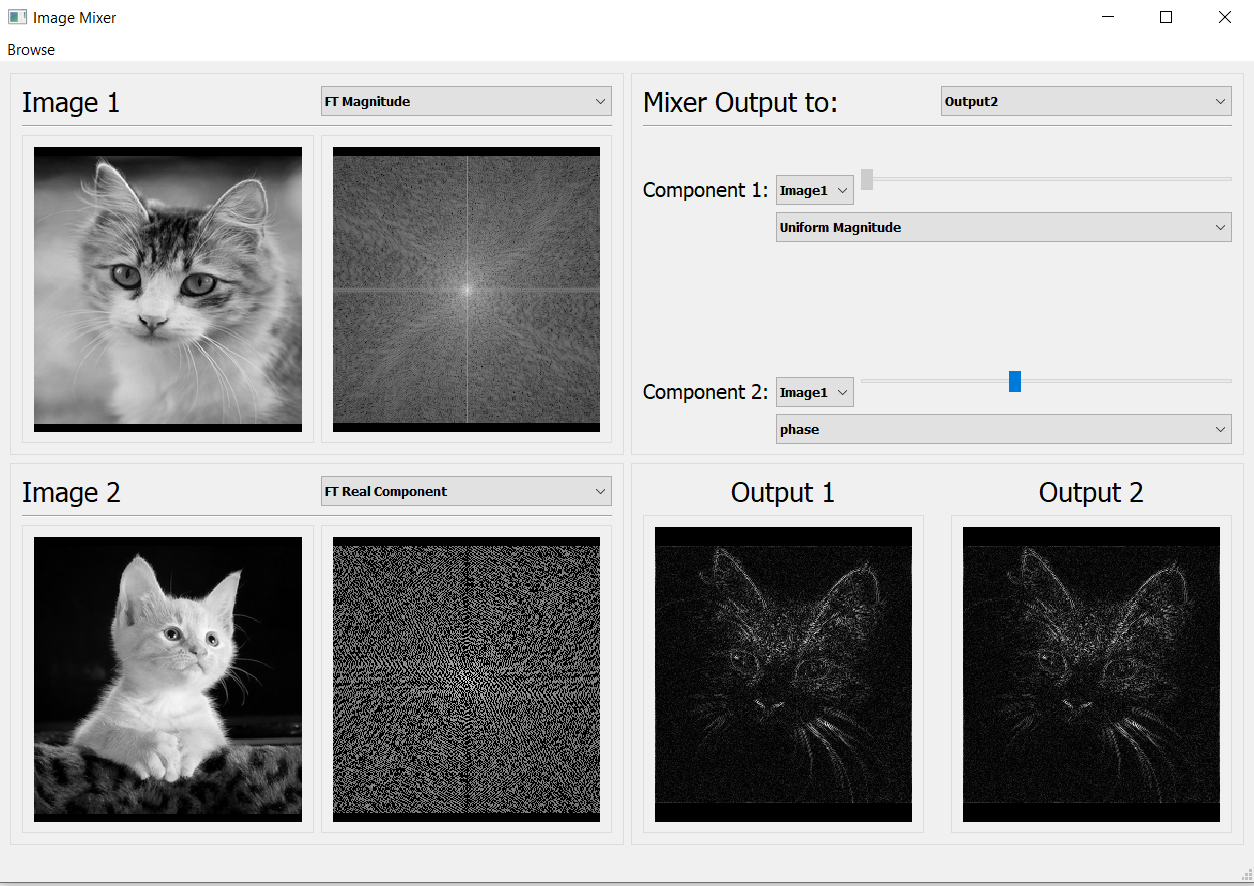 Image Mixer
Browse
Image 1
FT Magnitude
Mixer Output to:
Output2
Component 1:
Image1
Uniform Magnitude
Component 2:
Image1
phase
Image 2
FT Real Component
Output 1
Output 2